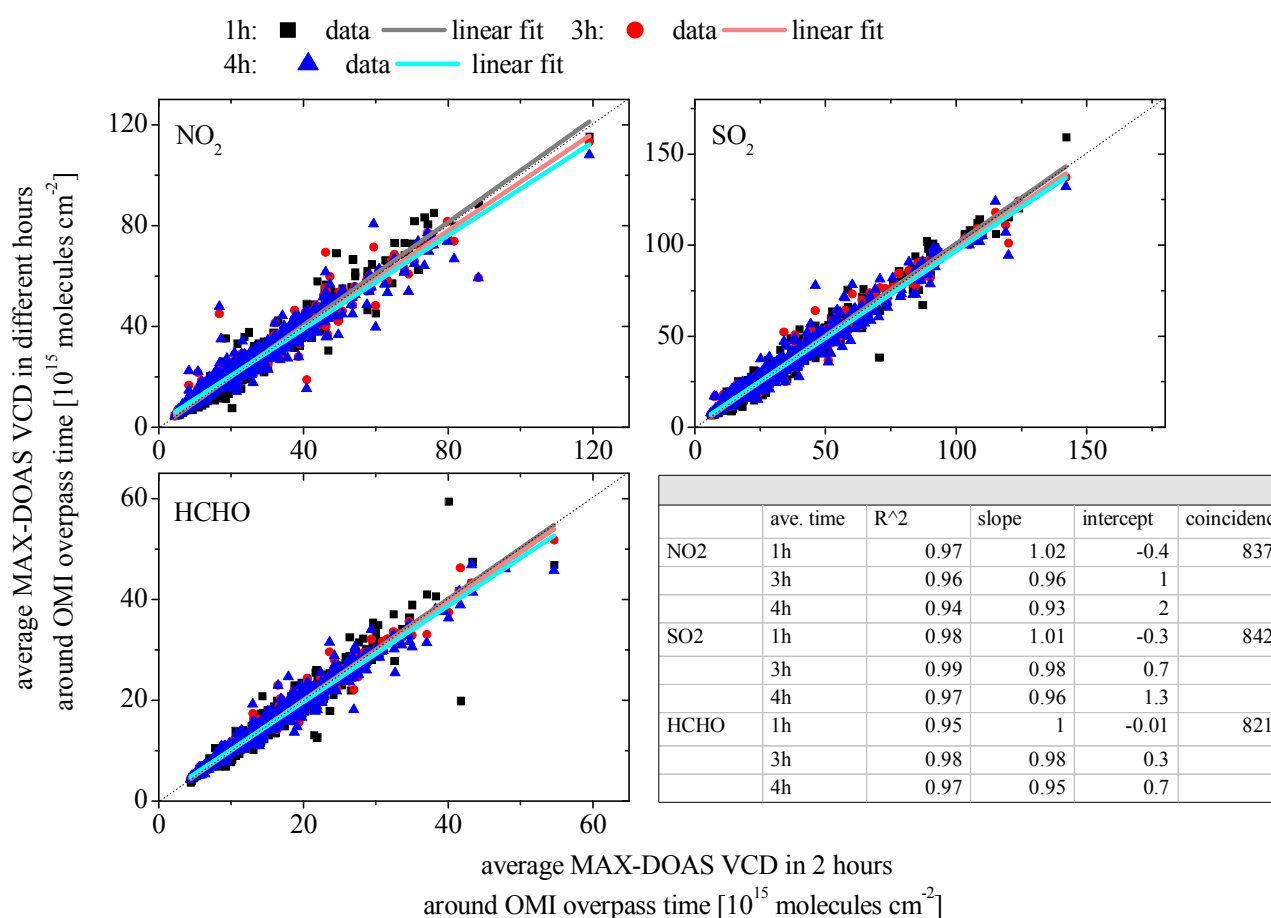 1h: data linear fit 3h: data linear fit
4h: data linear fit
average MAX-DOAS VCD in different hours
around OMI overpass time [10^15 molecules cm^-2]
NO2
120
80
40
0
0 40 80 120
SO2
150
100
50
0
0 50 100 150
HCHO
60
40
20
0
0 20 40 60
ave. time R^2 slope intercept coincidenc
NO2 1h 0.97 1.02 -0.4 837
3h 0.96 0.96 1
4h 0.94 0.93 2
SO2 1h 0.98 1.01 -0.3 842
3h 0.99 0.98 0.7
4h 0.97 0.96 1.3
HCHO 1h 0.95 1 -0.01 821
3h 0.98 0.98 0.3
4h 0.97 0.95 0.7
average MAX-DOAS VCD in 2 hours
around OMI overpass time [10^15 molecules cm^-2]